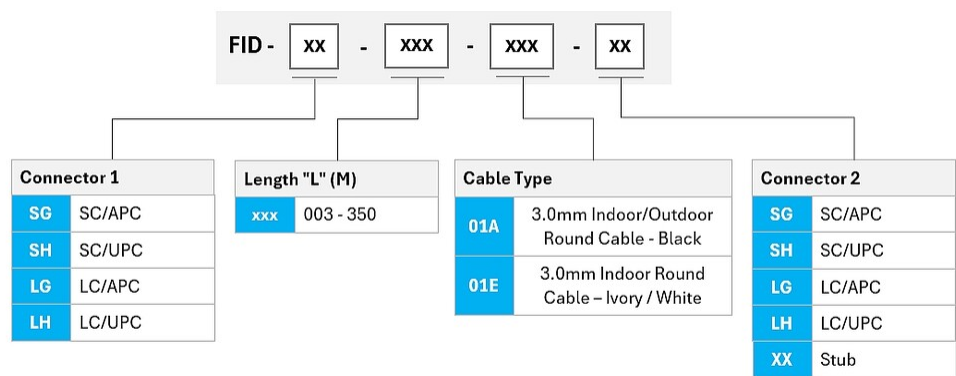 FID - XX - XXX - XXX - XX
Connector 1
SG SC/APC
SH SC/UPC
LG LC/APC
LH LC/UPC
Length "L" (M)
xxx 003 - 350
Cable Type
01A 3.0mm Indoor/Outdoor
Round Cable - Black
01E 3.0mm Indoor Round
Cable – Ivory / White
Connector 2
SG SC/APC
SH SC/UPC
LG LC/APC
LH LC/UPC
XX Stub